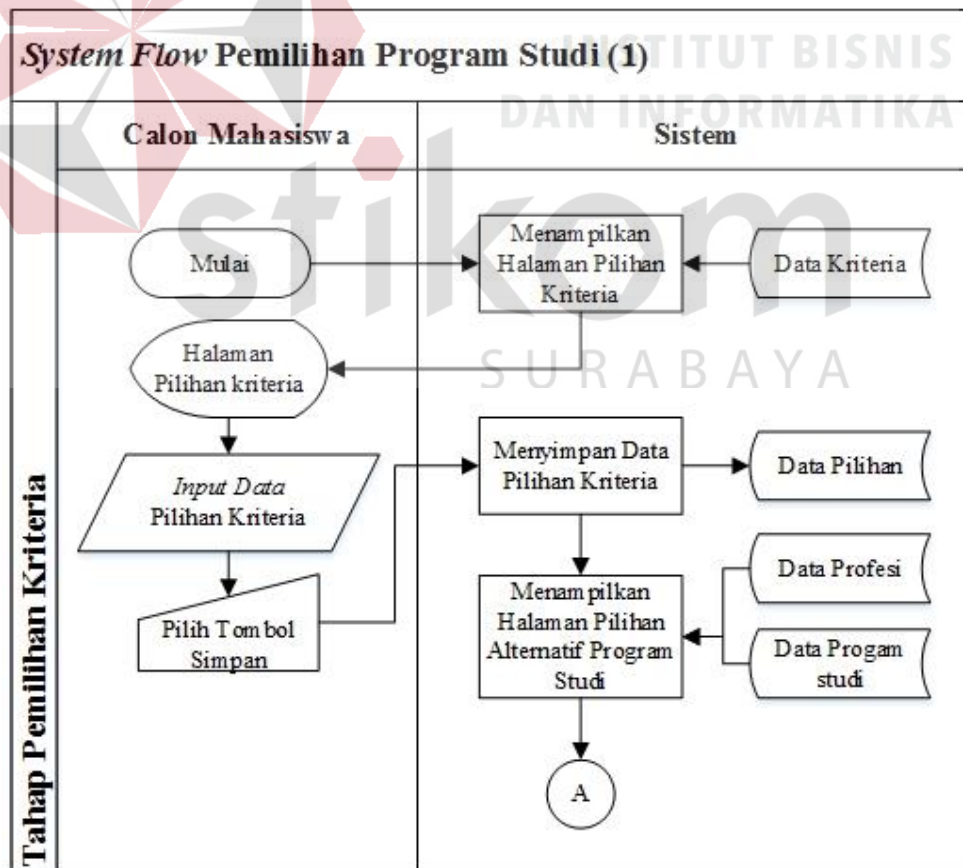 System Flow Pemilihan Program Studi (1)
INSTITUT BISNIS
DAN INFORMATIKA
stikom
SURABAYA
Calon Mahasiswa
Sistem
Tahap Pemilihan Kriteria
Mulai
Menampilkan
Halaman Pilihan
Kriteria
Data Kriteria
Halaman
Pilihan kriteria
Input Data
Pilihan Kriteria
Menyimpan Data
Pilihan Kriteria
Data Pilihan
Pilih Tombol
Simpan
Menampilkan
Halaman Pilihan
Alternatif Program
Studi
Data Profesi
Data Progam
studi
A